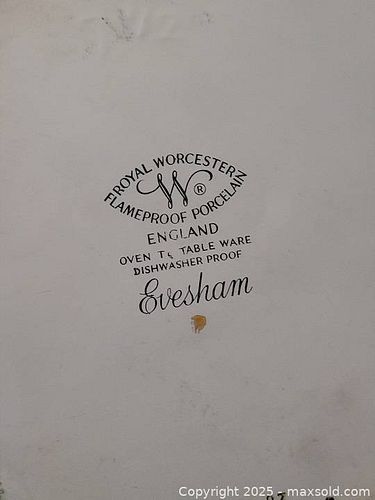 ROYAL WORCESTER
W®
FLAMEPROOF PORCELAIN
ENGLAND
OVEN TO TABLE WARE
DISHWASHER PROOF
Evesham
Copyright 2025 - maxsold.com